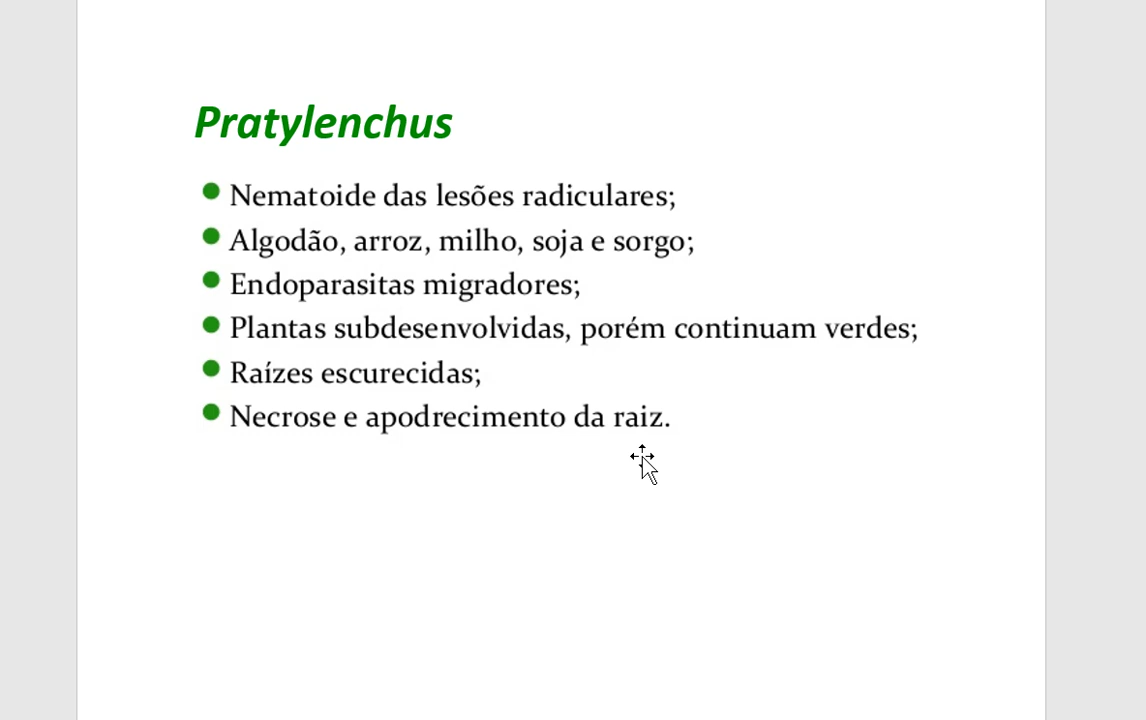 Pratylenchus
Nematoide das lesões radiculares;
Algodão, arroz, milho, soja e sorgo;
Endoparasitas migradores;
Plantas subdesenvolvidas, porém continuam verdes;
Raízes escurecidas;
Necrose e apodrecimento da raiz.